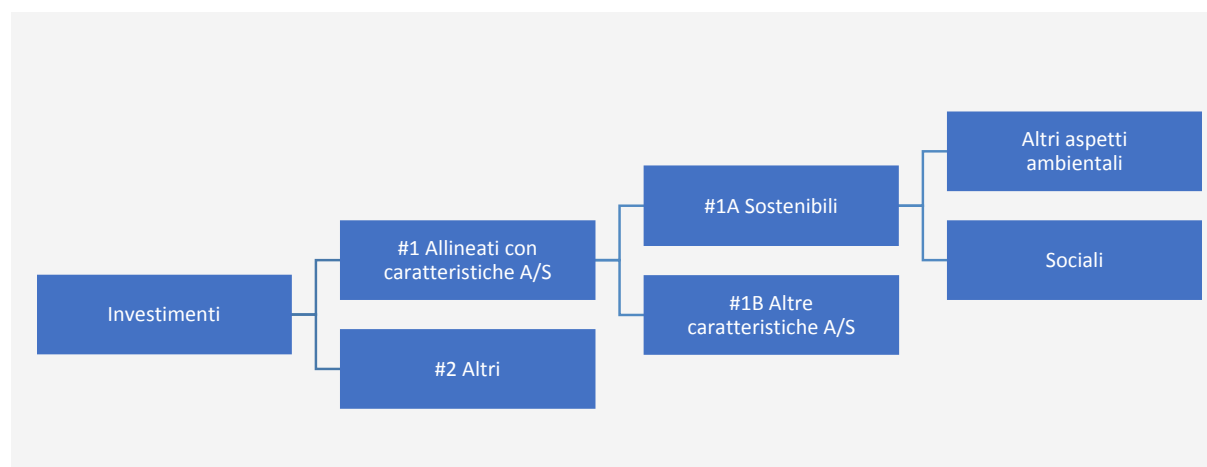 Investimenti
#1 Allineati con
caratteristiche A/S
#2 Altri
#1A Sostenibili
#1B Altre
caratteristiche A/S
Altri aspetti
ambientali
Sociali